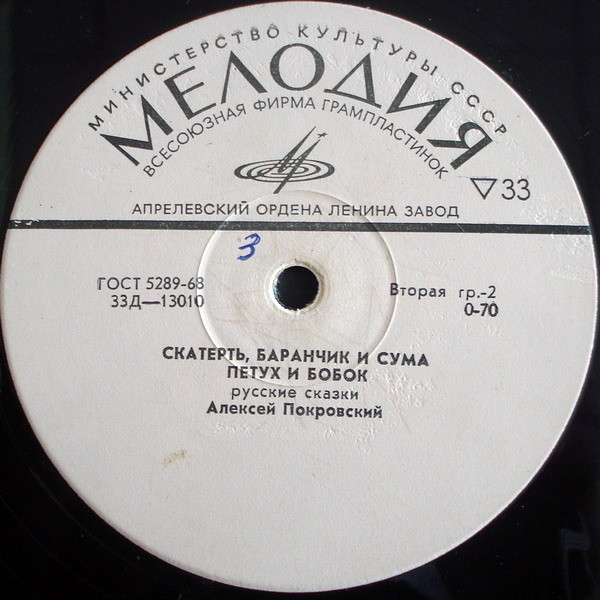 МИНИСТЕРСТВО КУЛЬТУРЫ СССР
МЕЛОДИЯ
ВСЕСОЮЗНАЯ ФИРМА ГРАМПЛАСТИНОК
▽33
АПРЕЛЕВСКИЙ ОРДЕНА ЛЕНИНА ЗАВОД
3
ГОСТ 5289-68
33Д—13010
Вторая гр.-2
0-70
СКАТЕРТЬ, БАРАНЧИК И СУМА
ПЕТУХ И БОБОК
русские сказки
Алексей Покровский